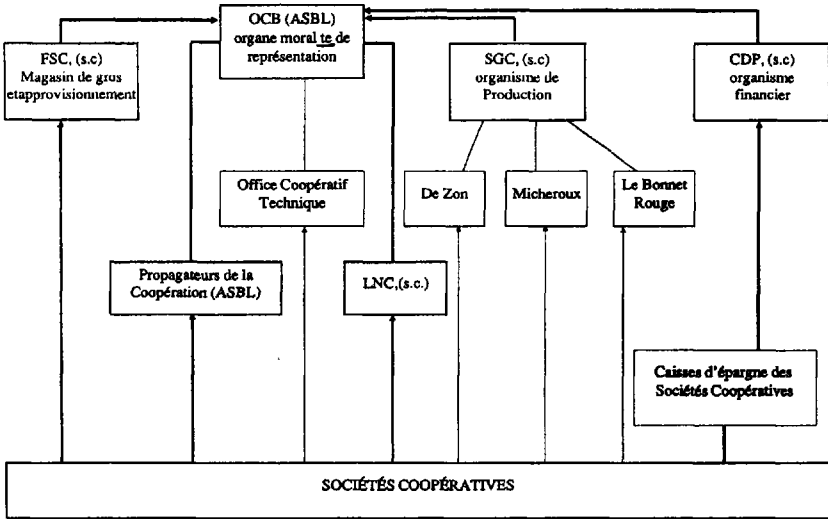 OCB (ASBL)
organe moral te de
représentation
FSC, (s.c)
Magasin de gros
etapprovisionnement
SGC, (s.c)
organisme de
Production
CDP, (s.c)
organisme
financier
Office Coopératif
Technique
De Zon
Micheroux
Le Bonnet
Rouge
Propagateurs de la
Coopération (ASBL)
LNC,(s.c.)
Caisses d'épargne des
Sociétés Coopératives
SOCIÉTÉS COOPÉRATIVES